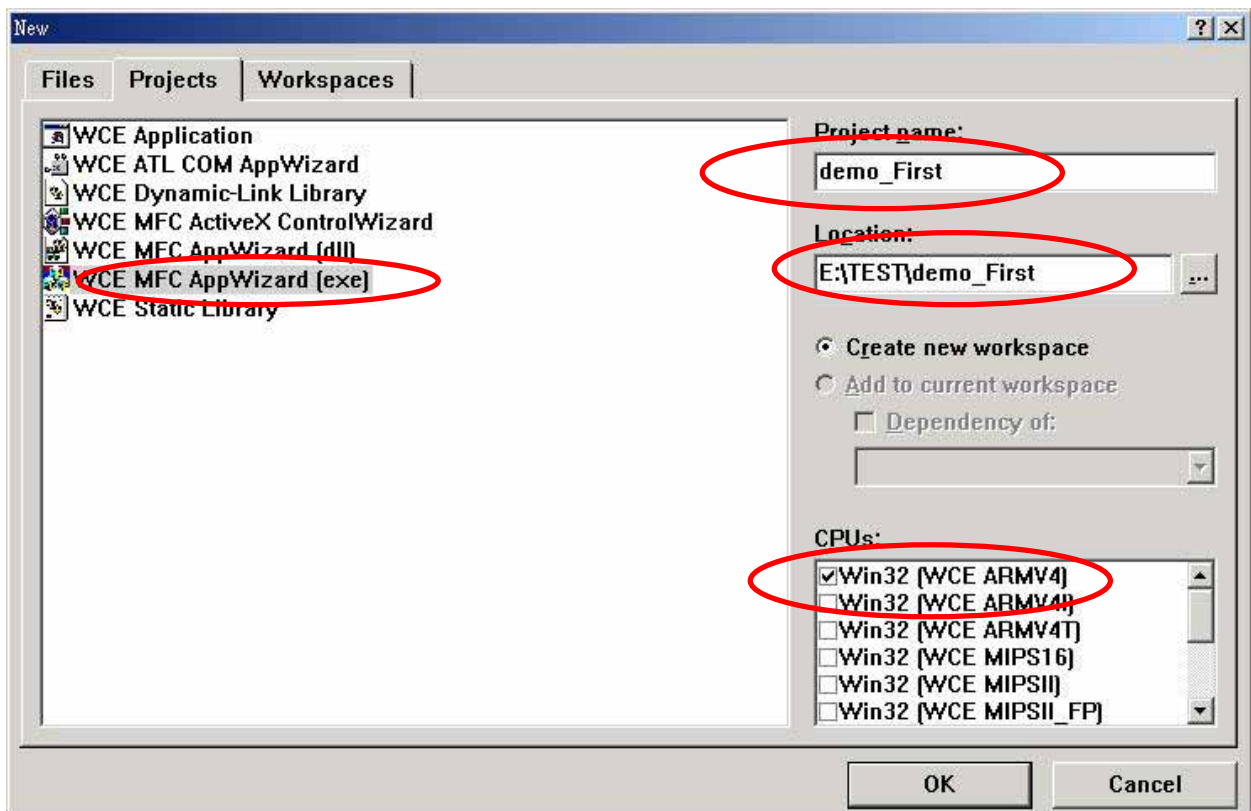 New
Files
Projects
Workspaces
WCE Application
WCE ATL COM AppWizard
WCE Dynamic-Link Library
WCE MFC ActiveX ControlWizard
WCE MFC AppWizard (dll)
WCE MFC AppWizard (exe)
WCE Static Library
Project name:
demo_First
Location:
E:\TEST\demo_First
...
Create new workspace
Add to current workspace
Dependency of:
CPUs:
Win32 (WCE ARMV4)
Win32 (WCE ARMV4I)
Win32 (WCE ARMV4T)
Win32 (WCE MIPS16)
Win32 (WCE MIPSII)
Win32 (WCE MIPSII_FP)
OK
Cancel